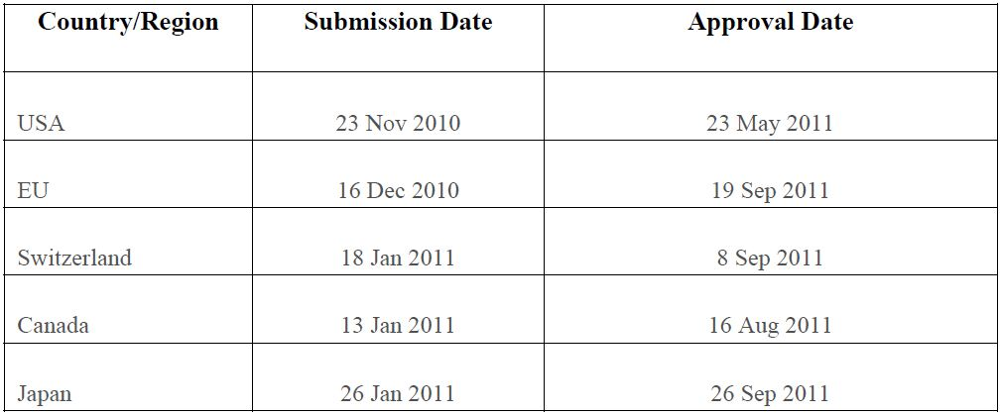 Country/Region Submission Date Approval Date
USA 23 Nov 2010 23 May 2011
EU 16 Dec 2010 19 Sep 2011
Switzerland 18 Jan 2011 8 Sep 2011
Canada 13 Jan 2011 16 Aug 2011
Japan 26 Jan 2011 26 Sep 2011